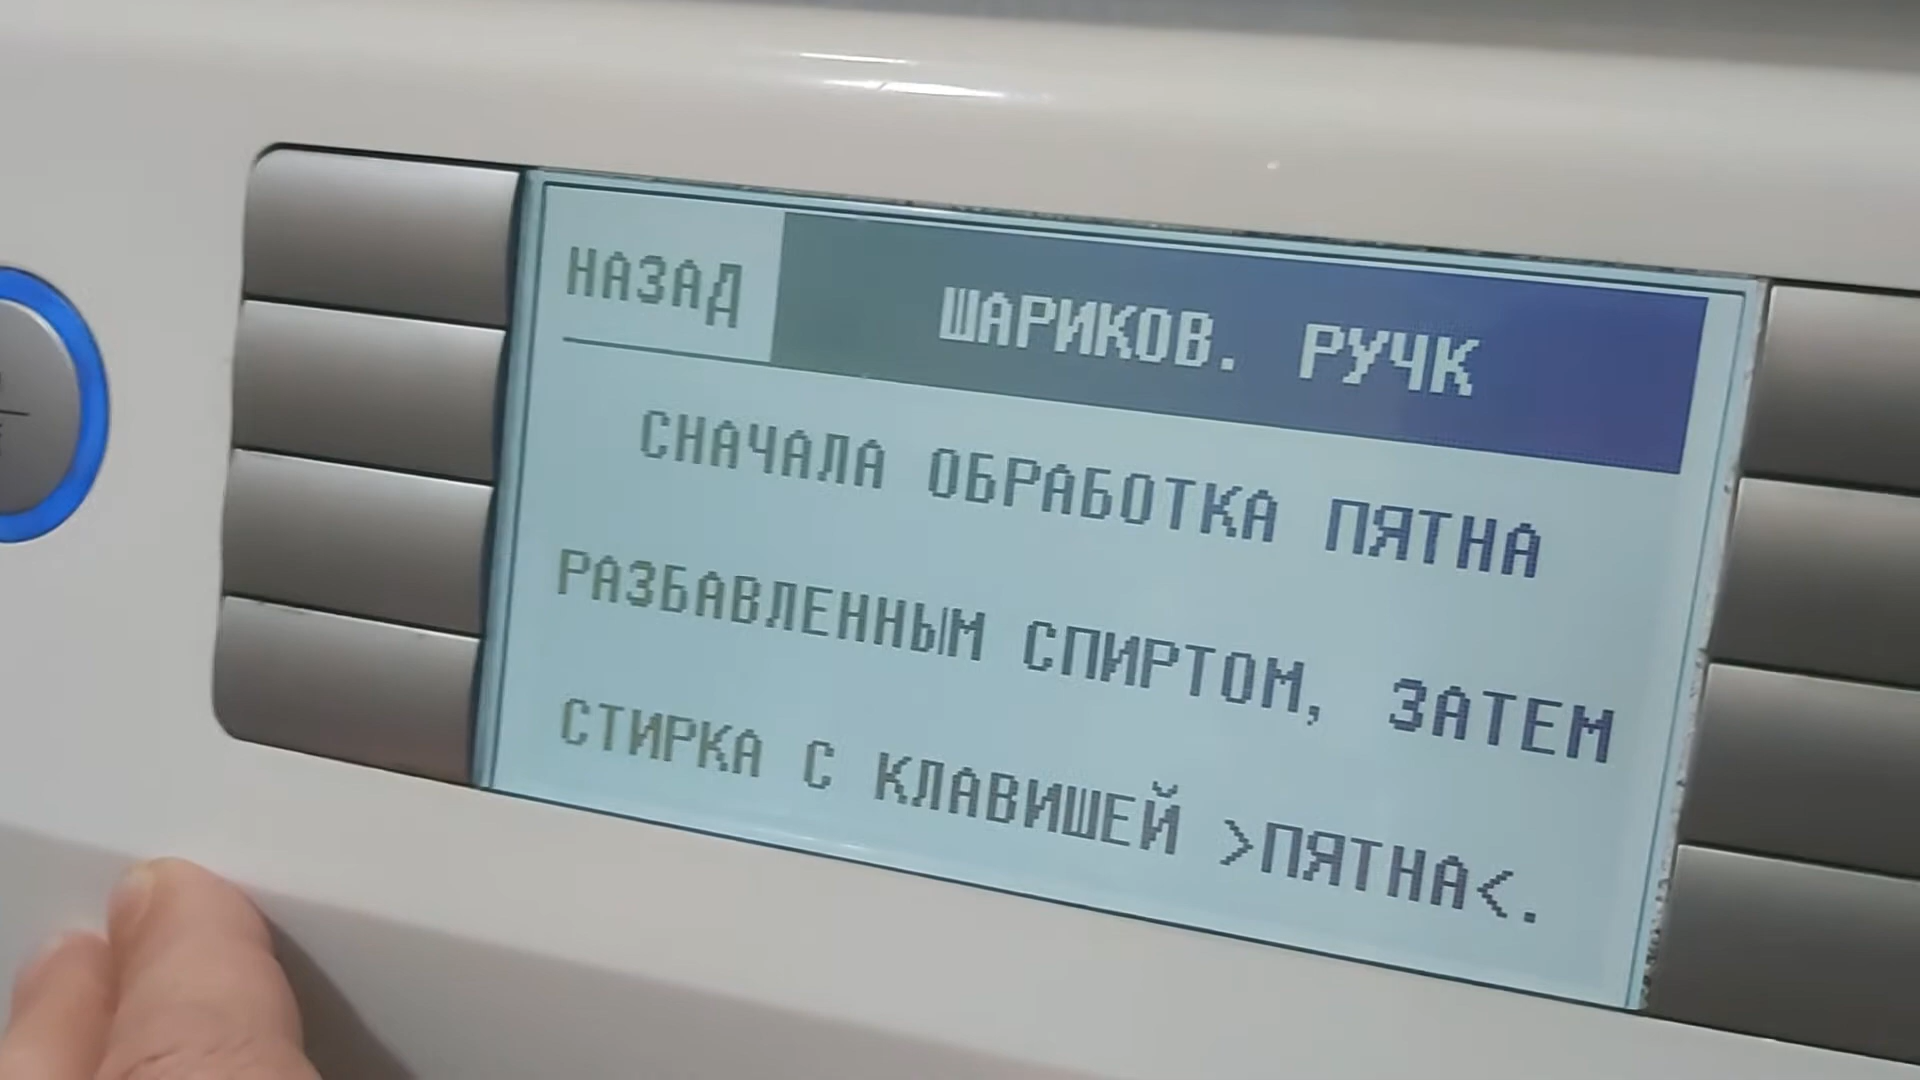 НАЗАД ШАРИКОВ. РУЧК
СНАЧАЛА ОБРАБОТКА ПЯТНА
РАЗБАВЛЕННЫМ СПИРТОМ, ЗАТЕМ
СТИРКА С КЛАВИШЕЙ >ПЯТНА<.